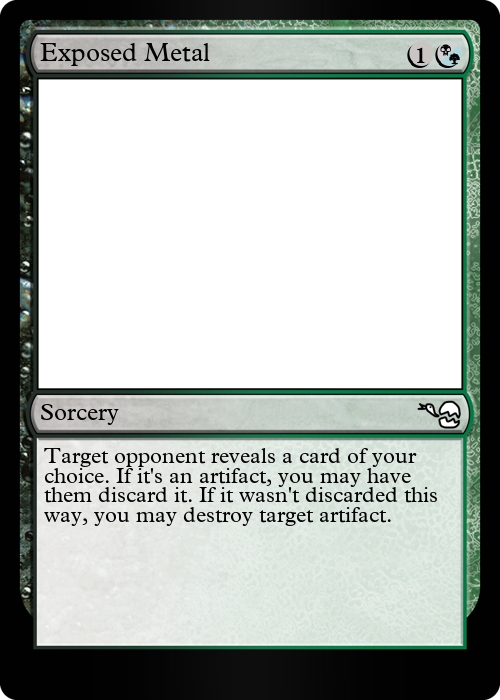 Exposed Metal
1
Sorcery
Target opponent reveals a card of your
choice. If it's an artifact, you may have
them discard it. If it wasn't discarded this
way, you may destroy target artifact.